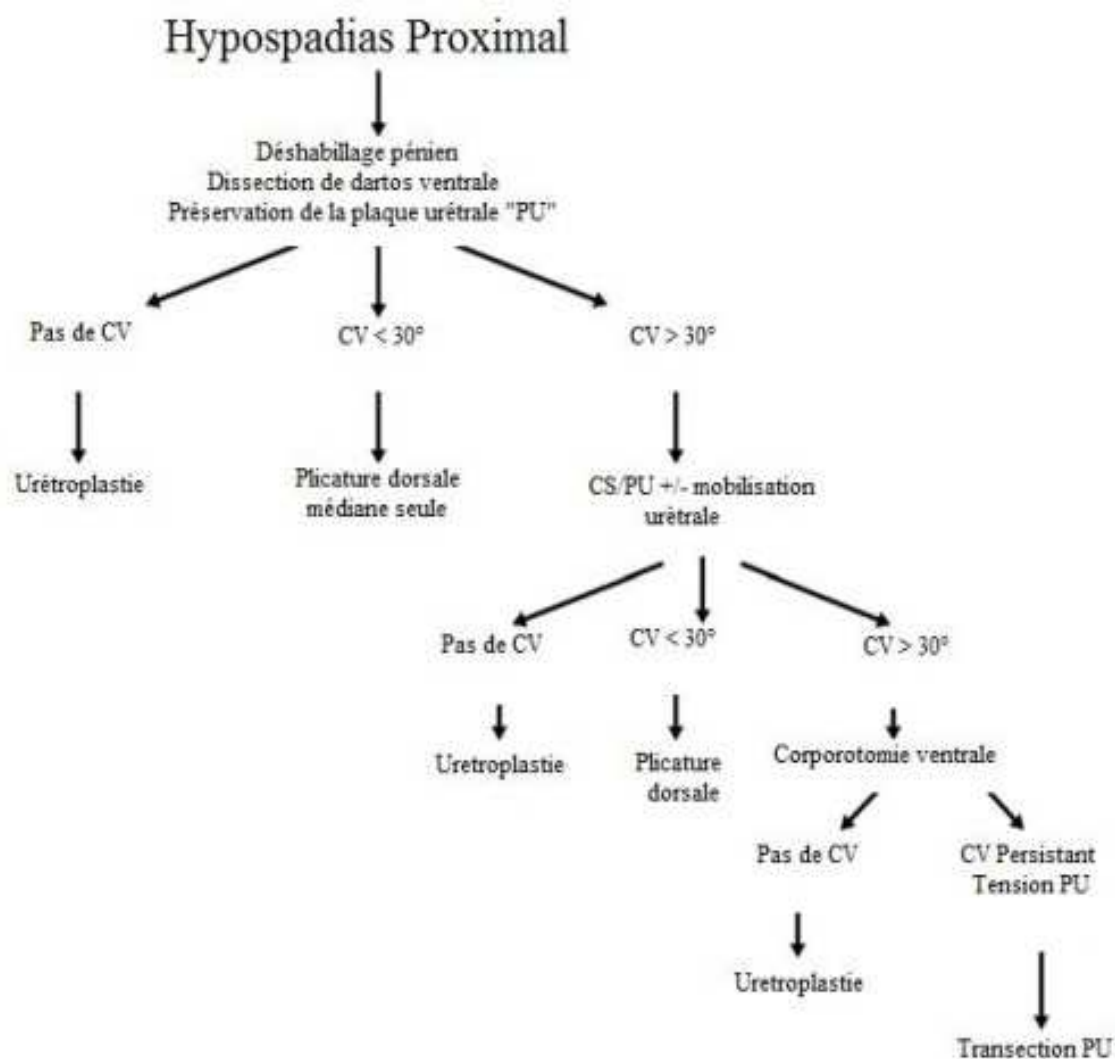 Hypospadias Proximal
Déshabillage pénien
Dissection de dartos ventrale
Préservation de la plaque urétrale "PU"
Pas de CV
CV < 30°
CV > 30°
Urétroplastie
Plicature dorsale
médiane seule
CS/PU +/- mobilisation
urétrale
Pas de CV
CV < 30°
CV > 30°
Uretroplastie
Plicature
dorsale
Corporotomie ventrale
Pas de CV
CV Persistant
Tension PU
Uretroplastie
Transection PU